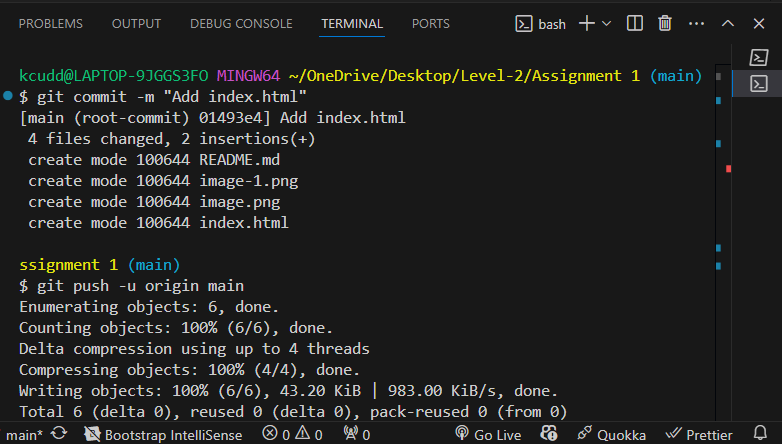 PROBLEMS OUTPUT DEBUG CONSOLE TERMINAL PORTS bash
kcudd@LAPTOP-9JGGS3FO MINGW64 ~/OneDrive/Desktop/Level-2/Assignment 1 (main)
$ git commit -m "Add index.html"
[main (root-commit) 01493e4] Add index.html
 4 files changed, 2 insertions(+)
 create mode 100644 README.md
 create mode 100644 image-1.png
 create mode 100644 image.png
 create mode 100644 index.html
ssignment 1 (main)
$ git push -u origin main
Enumerating objects: 6, done.
Counting objects: 100% (6/6), done.
Delta compression using up to 4 threads
Compressing objects: 100% (4/4), done.
Writing objects: 100% (6/6), 43.20 KiB | 983.00 KiB/s, done.
Total 6 (delta 0), reused 0 (delta 0), pack-reused 0 (from 0)
main* Bootstrap IntelliSense 0 0 0 Go Live Quokka Prettier